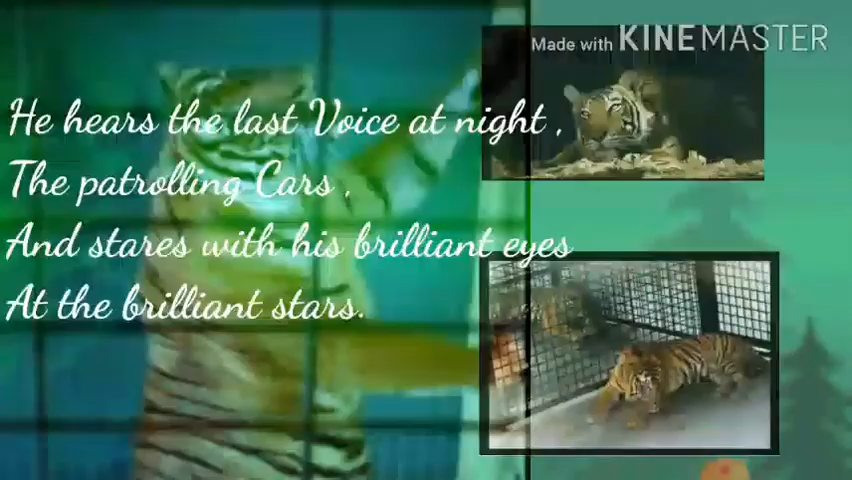 Made with KINEMASTER
He hears the last Voice at night ,
The patrolling Cars ,
And stares with his brilliant eyes
At the brilliant stars.